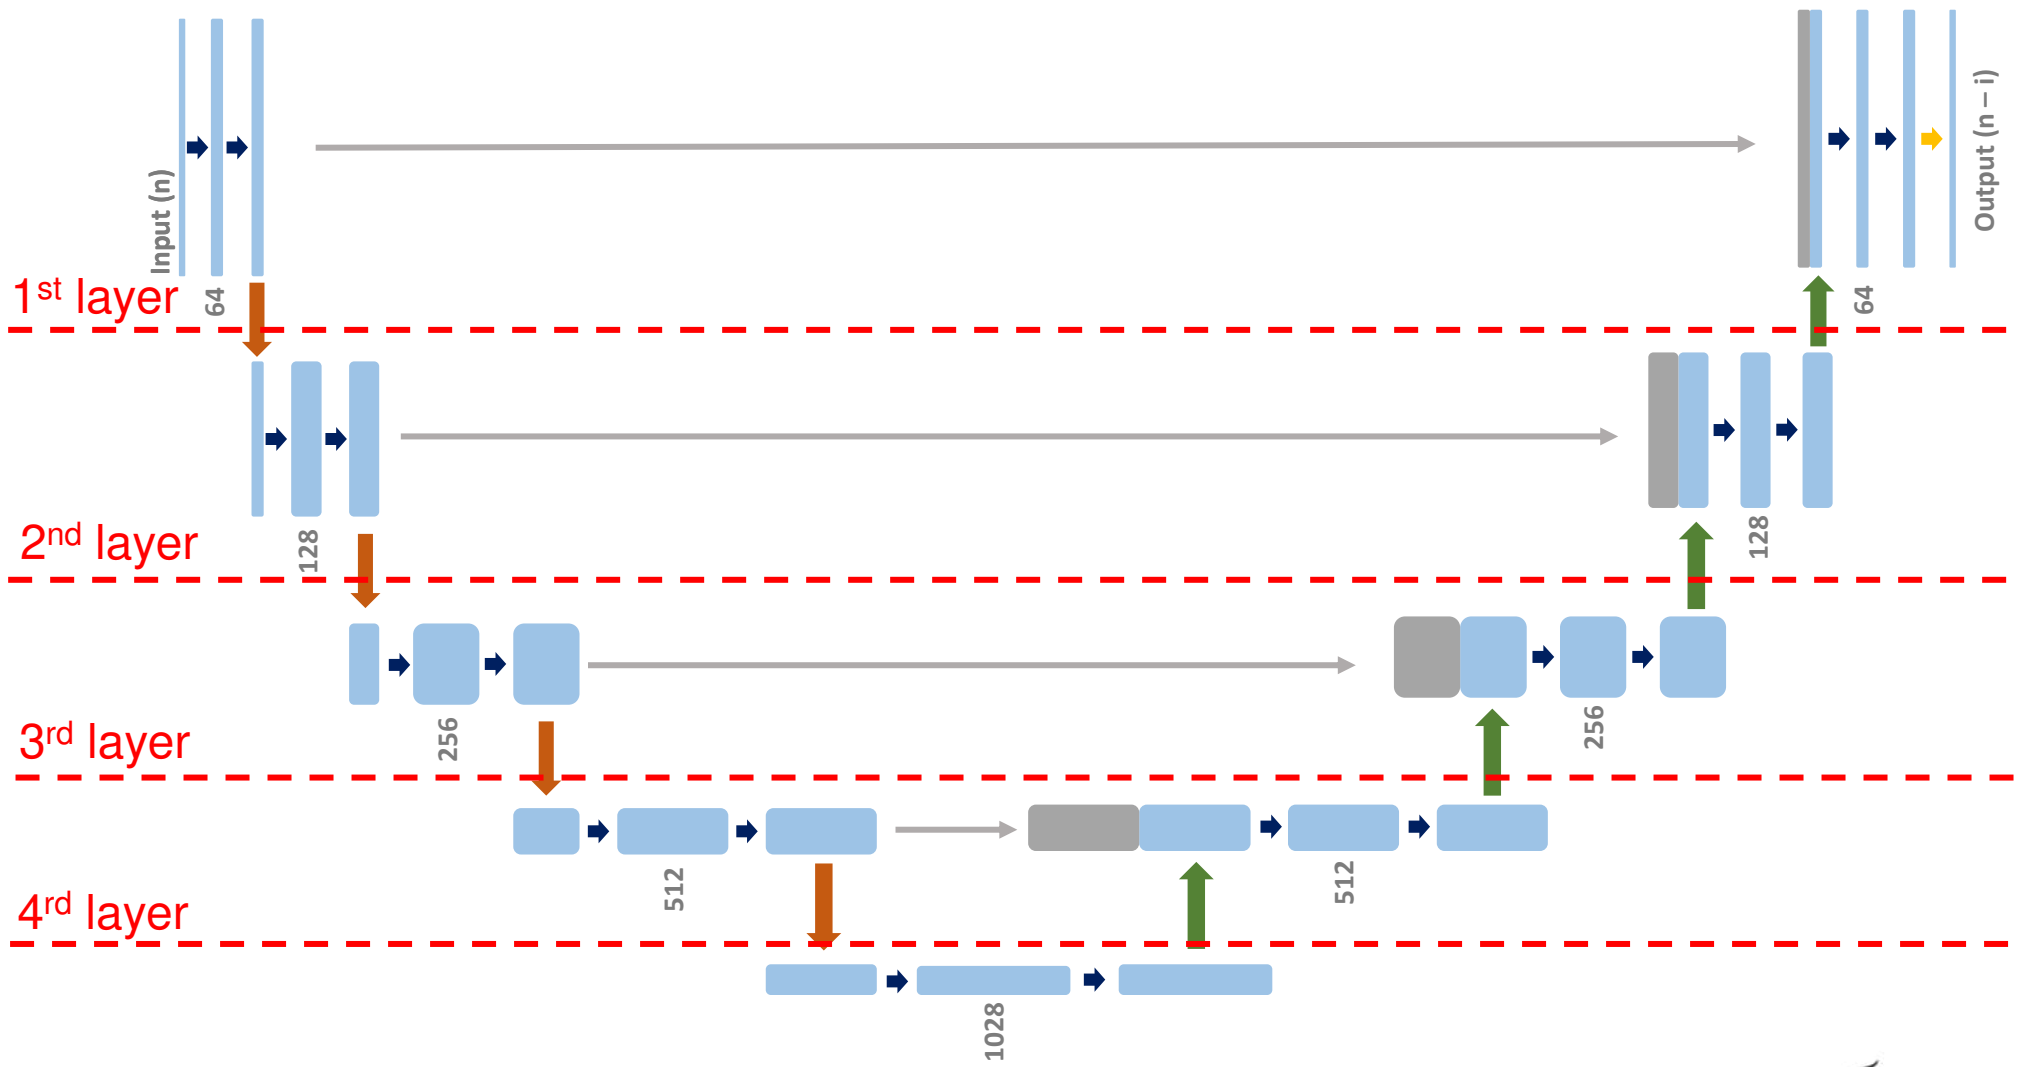 Input (n)
64
Output (n – i)
64
1st layer
128
128
2nd layer
256
256
3rd layer
512
512
4rd layer
1028